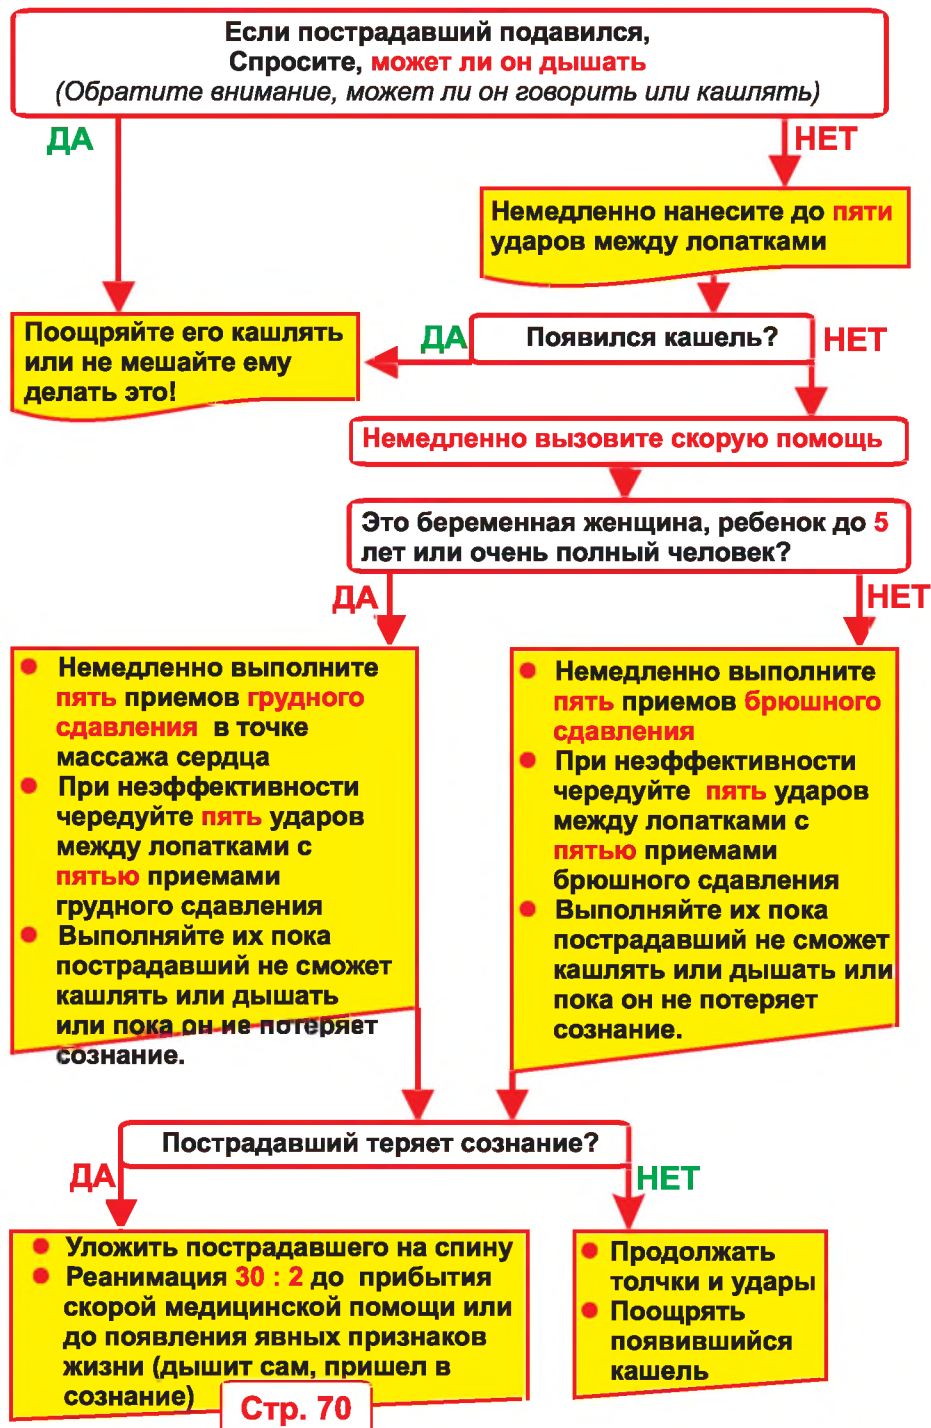 Если пострадавший подавился,
Спросите, может ли он дышать
(Обратите внимание, может ли он говорить или кашлять)
ДА
НЕТ
Немедленно нанесите до пяти
ударов между лопатками
Поощряйте его кашлять
или не мешайте ему
делать это!
ДА
Появился кашель?
НЕТ
Немедленно вызовите скорую помощь
Это беременная женщина, ребенок до 5
лет или очень полный человек?
ДА
НЕТ
Немедленно выполните
пять приемов грудного
сдавления в точке
массажа сердца
При неэффективности
чередуйте пять ударов
между лопатками с
пятью приемами
грудного сдавления
Выполняйте их пока
пострадавший не сможет
кашлять или дышать
или пока он не потеряет
сознание.
Немедленно выполните
пять приемов брюшного
сдавления
При неэффективности
чередуйте пять ударов
между лопатками с
пятью приемами
брюшного сдавления
Выполняйте их пока
пострадавший не сможет
кашлять или дышать или
пока он не потеряет
сознание.
Пострадавший теряет сознание?
ДА
НЕТ
Уложить пострадавшего на спину
Реанимация 30 : 2 до прибытия
скорой медицинской помощи или
до появления явных признаков
жизни (дышит сам, пришел в
сознание)
Стр. 70
Продолжать
толчки и удары
Поощрять
появившийся
кашель